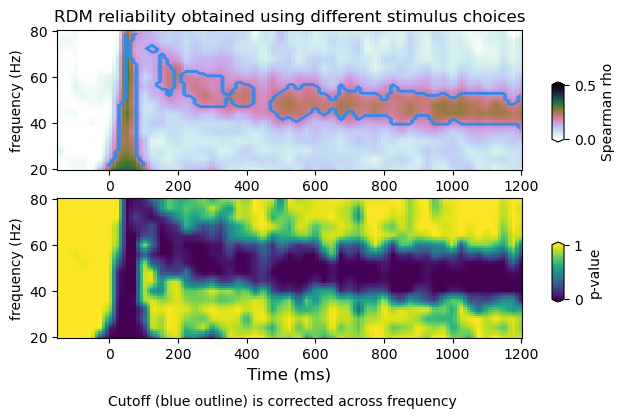 RDM reliability obtained using different stimulus choices
80
60
40
20
frequency (Hz)
0 200 400 600 800 1000 1200
0.5
0.0
Spearman rho
80
60
40
20
frequency (Hz)
0 200 400 600 800 1000 1200
Time (ms)
1
0
p-value
Cutoff (blue outline) is corrected across frequency